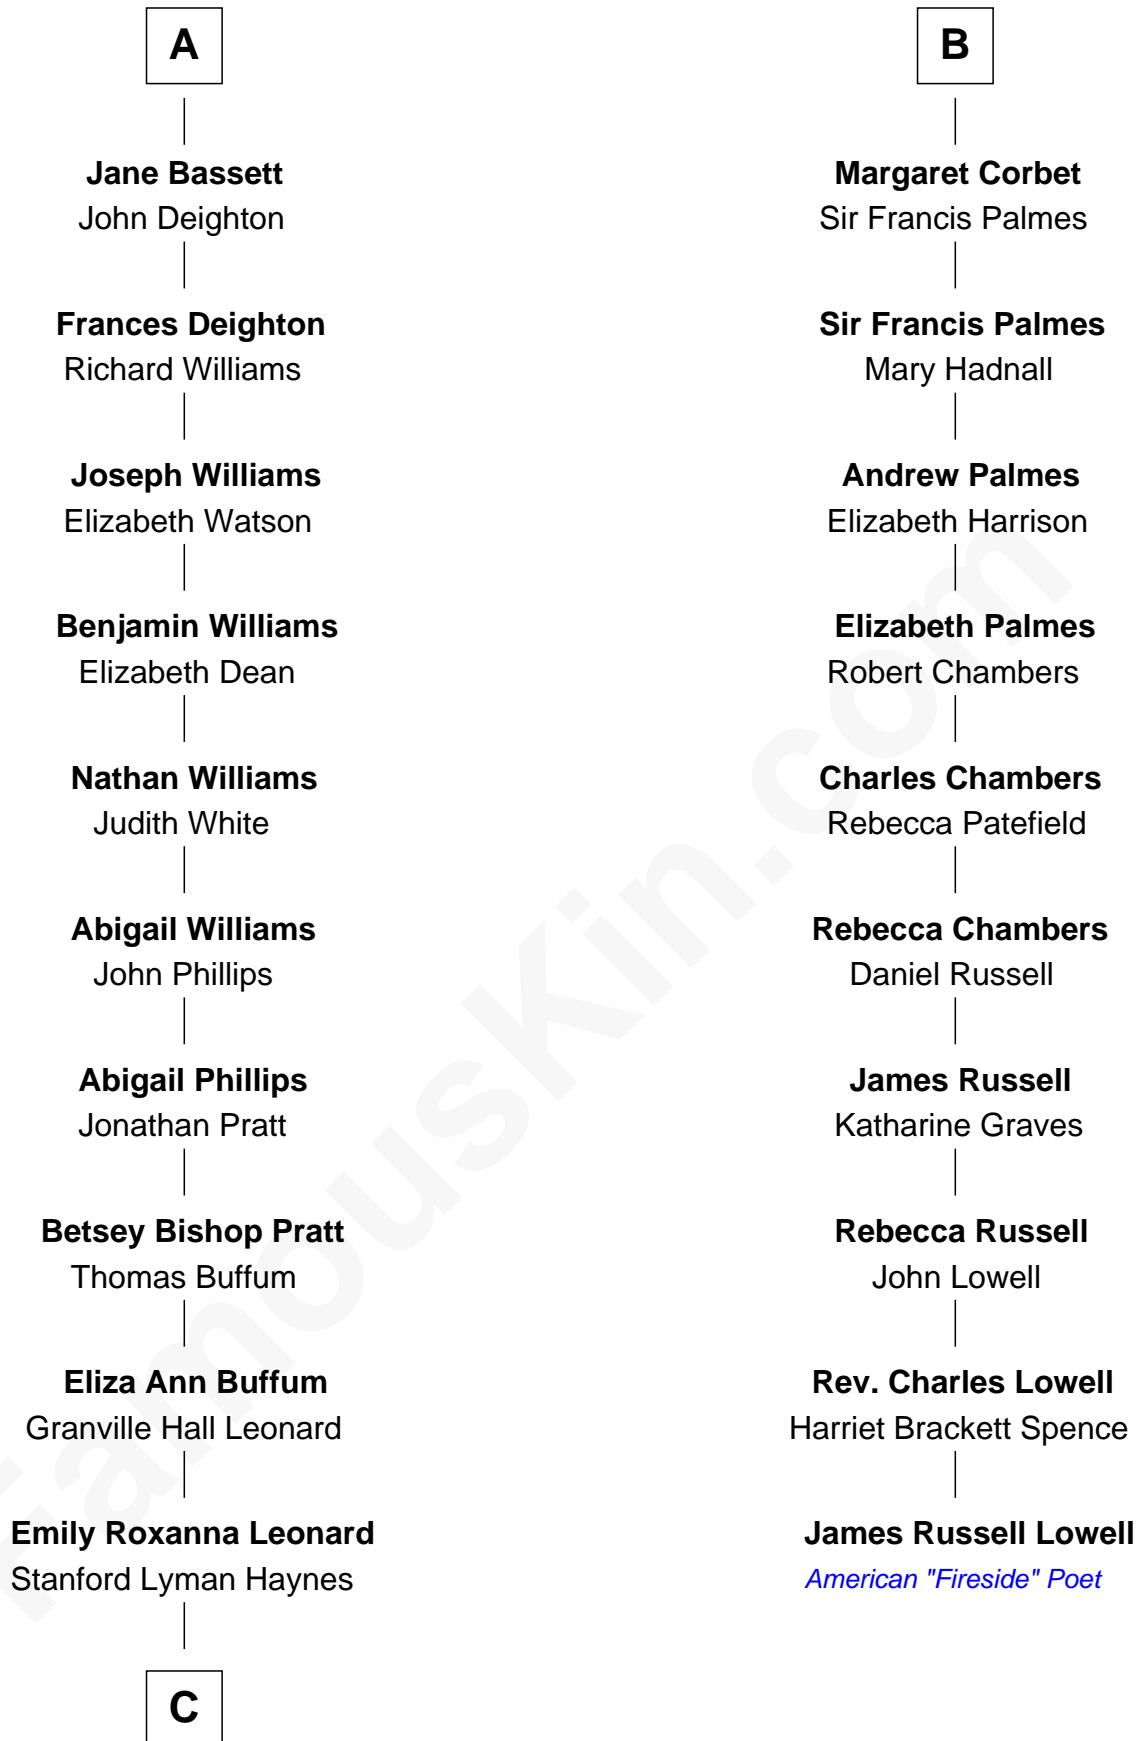 A
Jane Bassett
John Deighton
Frances Deighton
Richard Williams
Joseph Williams
Elizabeth Watson
Benjamin Williams
Elizabeth Dean
Nathan Williams
Judith White
Abigail Williams
John Phillips
Abigail Phillips
Jonathan Pratt
Betsey Bishop Pratt
Thomas Buffum
Eliza Ann Buffum
Granville Hall Leonard
Emily Roxanna Leonard
Stanford Lyman Haynes
C
B
Margaret Corbet
Sir Francis Palmes
Sir Francis Palmes
Mary Hadnall
Andrew Palmes
Elizabeth Harrison
Elizabeth Palmes
Robert Chambers
Charles Chambers
Rebecca Patefield
Rebecca Chambers
Daniel Russell
James Russell
Katharine Graves
Rebecca Russell
John Lowell
Rev. Charles Lowell
Harriet Brackett Spence
James Russell Lowell
American "Fireside" Poet
FamousKin.com